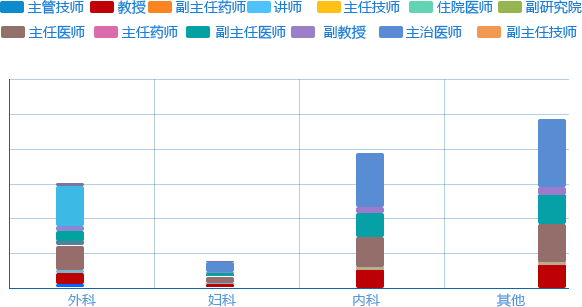 主管技师 教授 副主任药师 讲师 主任技师 住院医师 副研究院
主任医师 主任药师 副主任医师 副教授 主治医师 副主任技师
外科 妇科 内科 其他